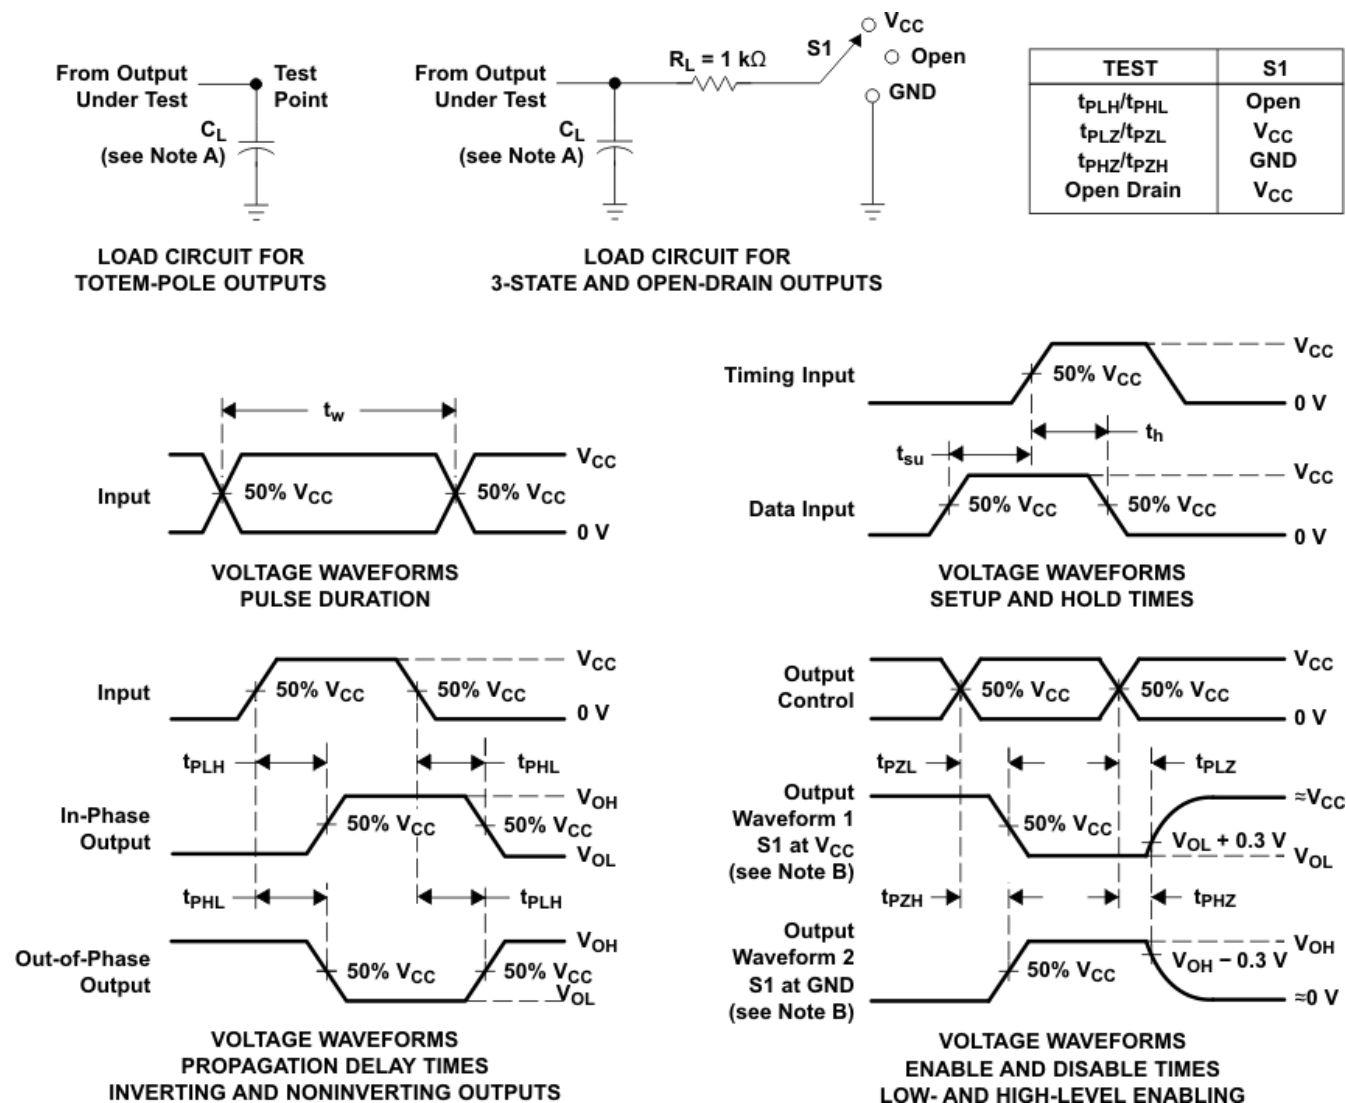 From Output
Under Test
Test
Point
CL
(see Note A)
LOAD CIRCUIT FOR
TOTEM-POLE OUTPUTS
From Output
Under Test
RL = 1 kΩ
S1
VCC
Open
GND
CL
(see Note A)
LOAD CIRCUIT FOR
3-STATE AND OPEN-DRAIN OUTPUTS
TEST S1
tPLH/tPHL Open
tPLZ/tPZL VCC
tPHZ/tPZH GND
Open Drain VCC
tw
Input
50% VCC
50% VCC
VCC
0 V
VOLTAGE WAVEFORMS
PULSE DURATION
Timing Input
50% VCC
VCC
0 V
th
tsu
Data Input
50% VCC
50% VCC
VCC
0 V
VOLTAGE WAVEFORMS
SETUP AND HOLD TIMES
Input
50% VCC
50% VCC
VCC
0 V
tPLH
tPHL
In-Phase
Output
50% VCC
50% VCC
VOH
VOL
tPHL
tPLH
Out-of-Phase
Output
50% VCC
50% VCC
VOH
VOL
VOLTAGE WAVEFORMS
PROPAGATION DELAY TIMES
INVERTING AND NONINVERTING OUTPUTS
Output
Control
50% VCC
50% VCC
VCC
0 V
tPZL
tPLZ
Output
Waveform 1
S1 at VCC
(see Note B)
50% VCC
≈VCC
VOL + 0.3 V
VOL
tPZH
tPHZ
Output
Waveform 2
S1 at GND
(see Note B)
50% VCC
VOH
VOH − 0.3 V
≈0 V
VOLTAGE WAVEFORMS
ENABLE AND DISABLE TIMES
LOW- AND HIGH-LEVEL ENABLING